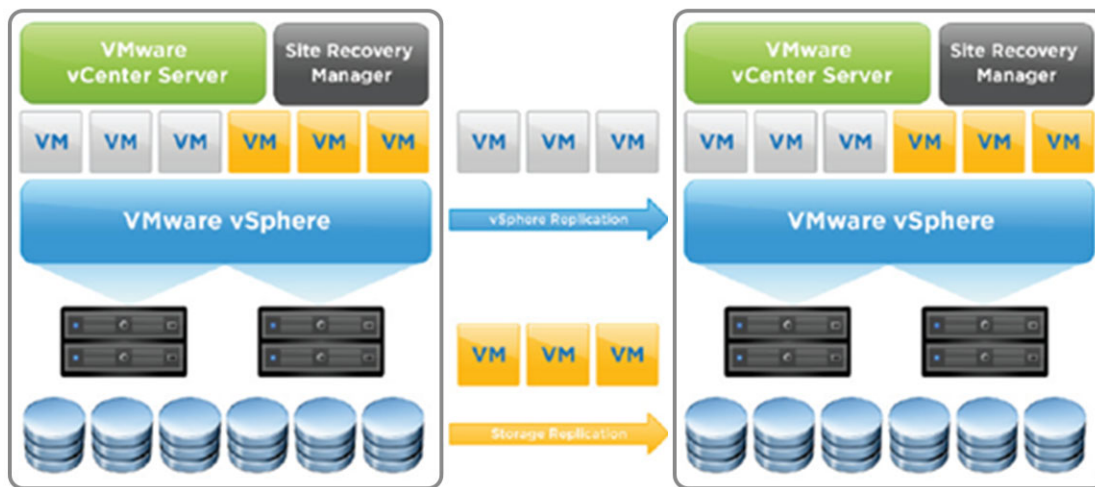 VMware
vCenter Server
Site Recovery
Manager
VM VM VM VM VM VM
VMware vSphere
VM VM VM
vSphere Replication
VM VM VM
Storage Replication
VMware
vCenter Server
Site Recovery
Manager
VM VM VM VM VM VM
VMware vSphere